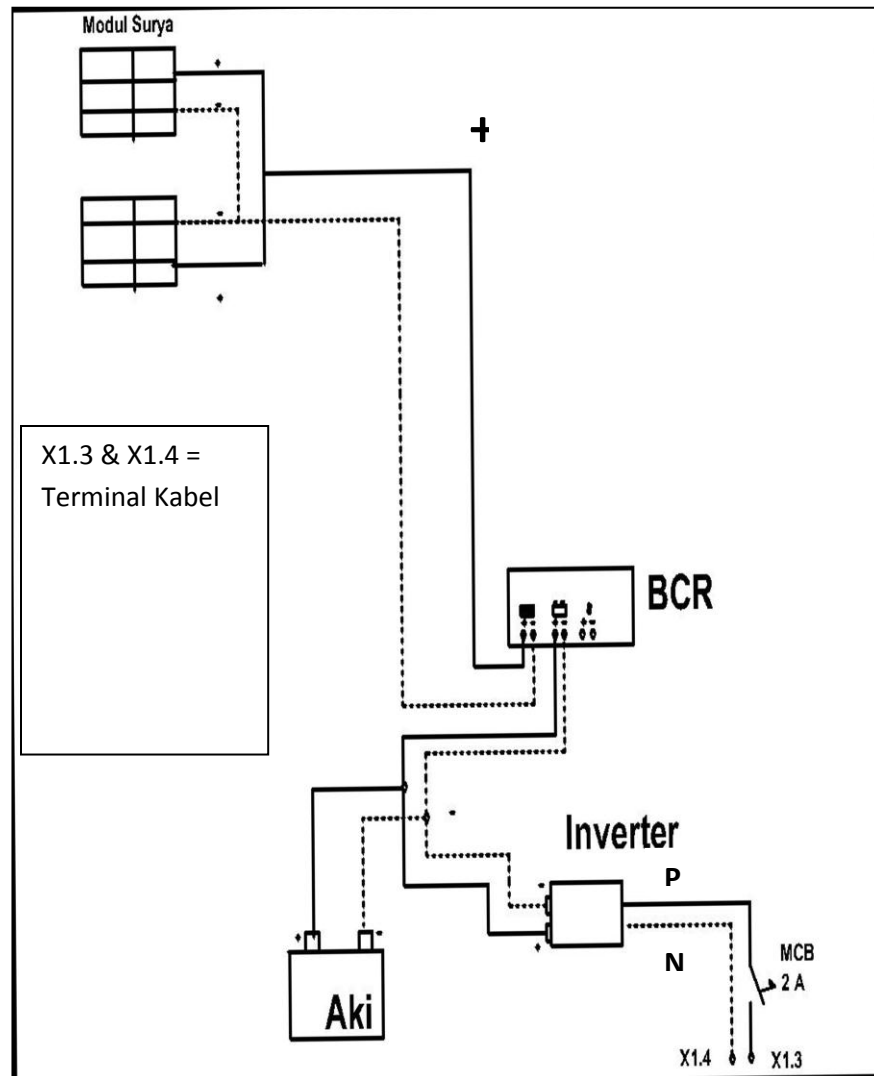 Modul Surya
+
-
+
-
+
X1.3 & X1.4 =
Terminal Kabel
BCR
+ - + - + -
-
Inverter
P
-
+
N
MCB
2 A
+ -
Aki
X1.4 X1.3